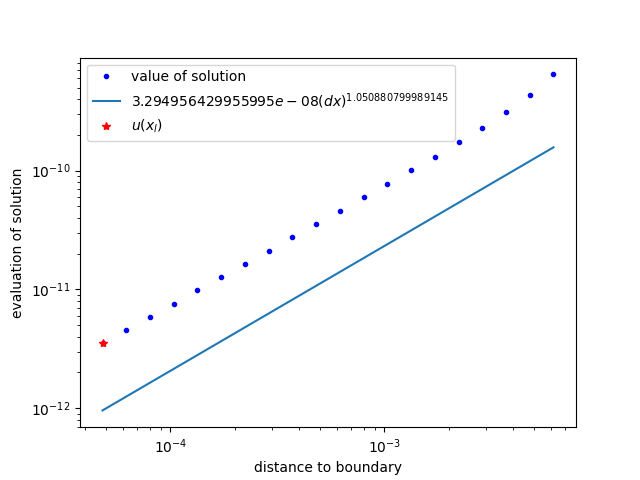 value of solution
3.294956429955995e − 08(dx)^1.050880799989145
u(x_l)
10^−10
10^−11
10^−12
evaluation of solution
10^−4
10^−3
distance to boundary